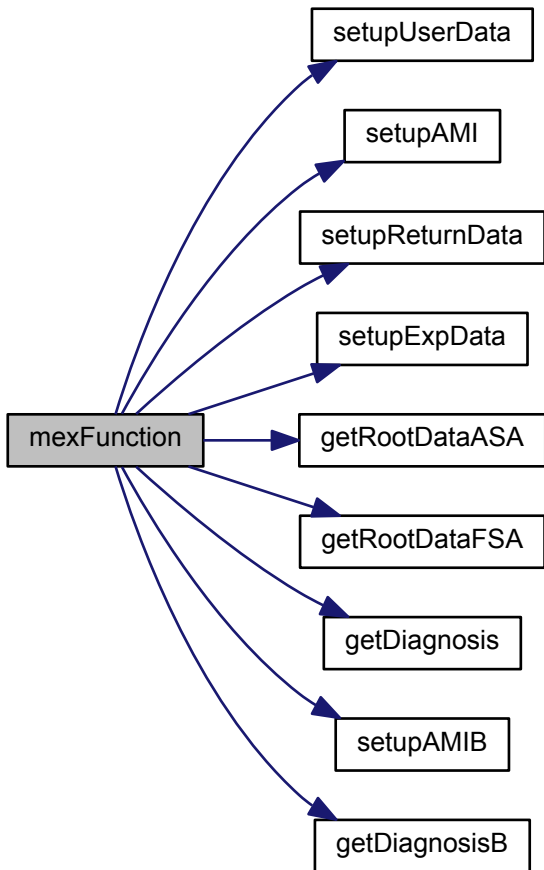 setupUserData
setupAMI
setupReturnData
setupExpData
mexFunction
getRootDataASA
getRootDataFSA
getDiagnosis
setupAMIB
getDiagnosisB